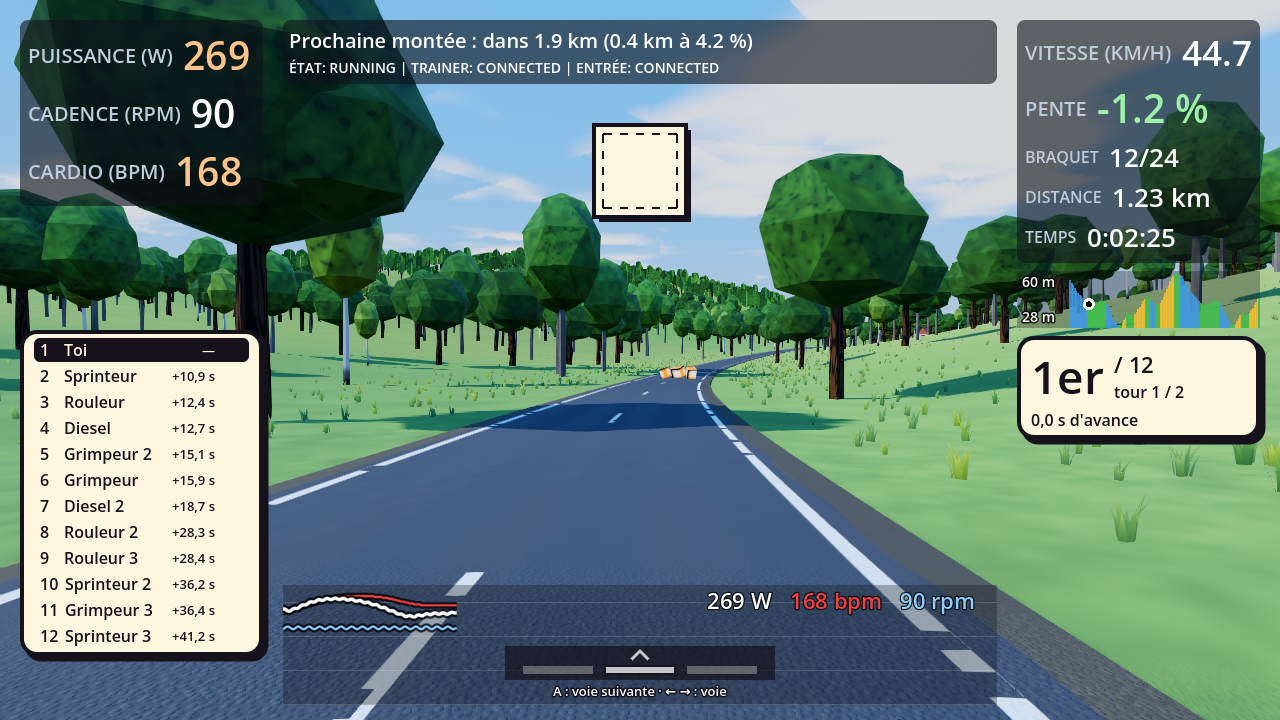 PUISSANCE (W) 269
CADENCE (RPM) 90
CARDIO (BPM) 168
Prochaine montée : dans 1.9 km (0.4 km à 4.2 %)
ÉTAT: RUNNING | TRAINER: CONNECTED | ENTRÉE: CONNECTED
VITESSE (KM/H) 44.7
PENTE -1.2 %
BRAQUET 12/24
DISTANCE 1.23 km
TEMPS 0:02:25
60 m
28 m
1er / 12
tour 1 / 2
0,0 s d'avance
1 Toi —
2 Sprinteur +10,9 s
3 Rouleur +12,4 s
4 Diesel +12,7 s
5 Grimpeur 2 +15,1 s
6 Grimpeur +15,9 s
7 Diesel 2 +18,7 s
8 Rouleur 2 +28,3 s
9 Rouleur 3 +28,4 s
10 Sprinteur 2 +36,2 s
11 Grimpeur 3 +36,4 s
12 Sprinteur 3 +41,2 s
269 W 168 bpm 90 rpm
A : voie suivante · ← → : voie